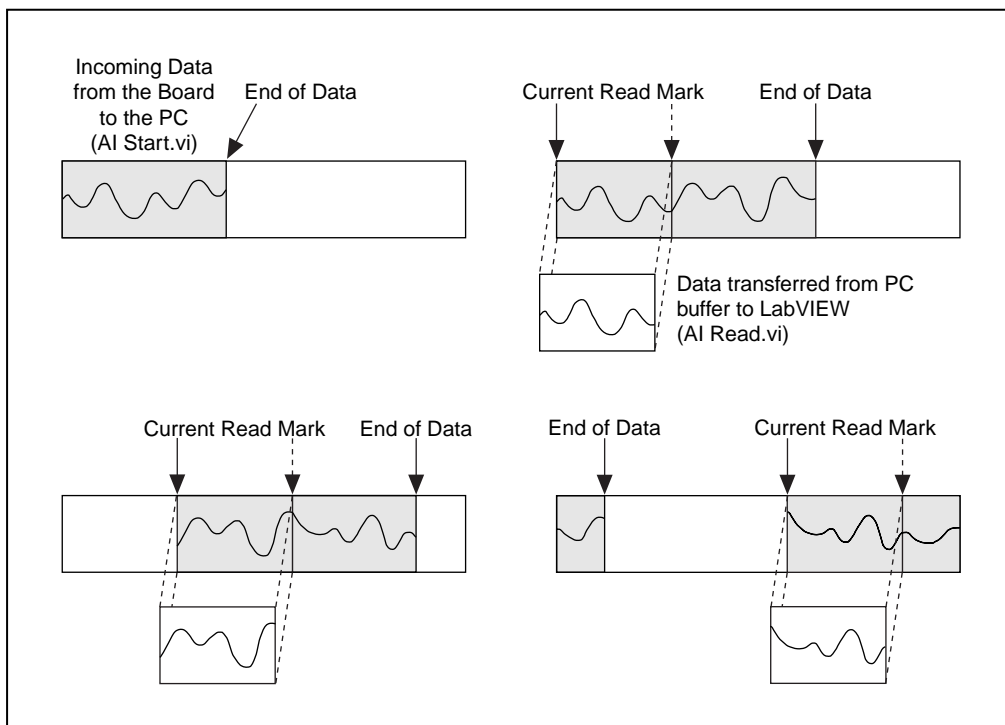 Incoming Data
from the Board
to the PC
(AI Start.vi)
End of Data
Current Read Mark
End of Data
Data transferred from PC
buffer to LabVIEW
(AI Read.vi)
Current Read Mark
End of Data
End of Data
Current Read Mark